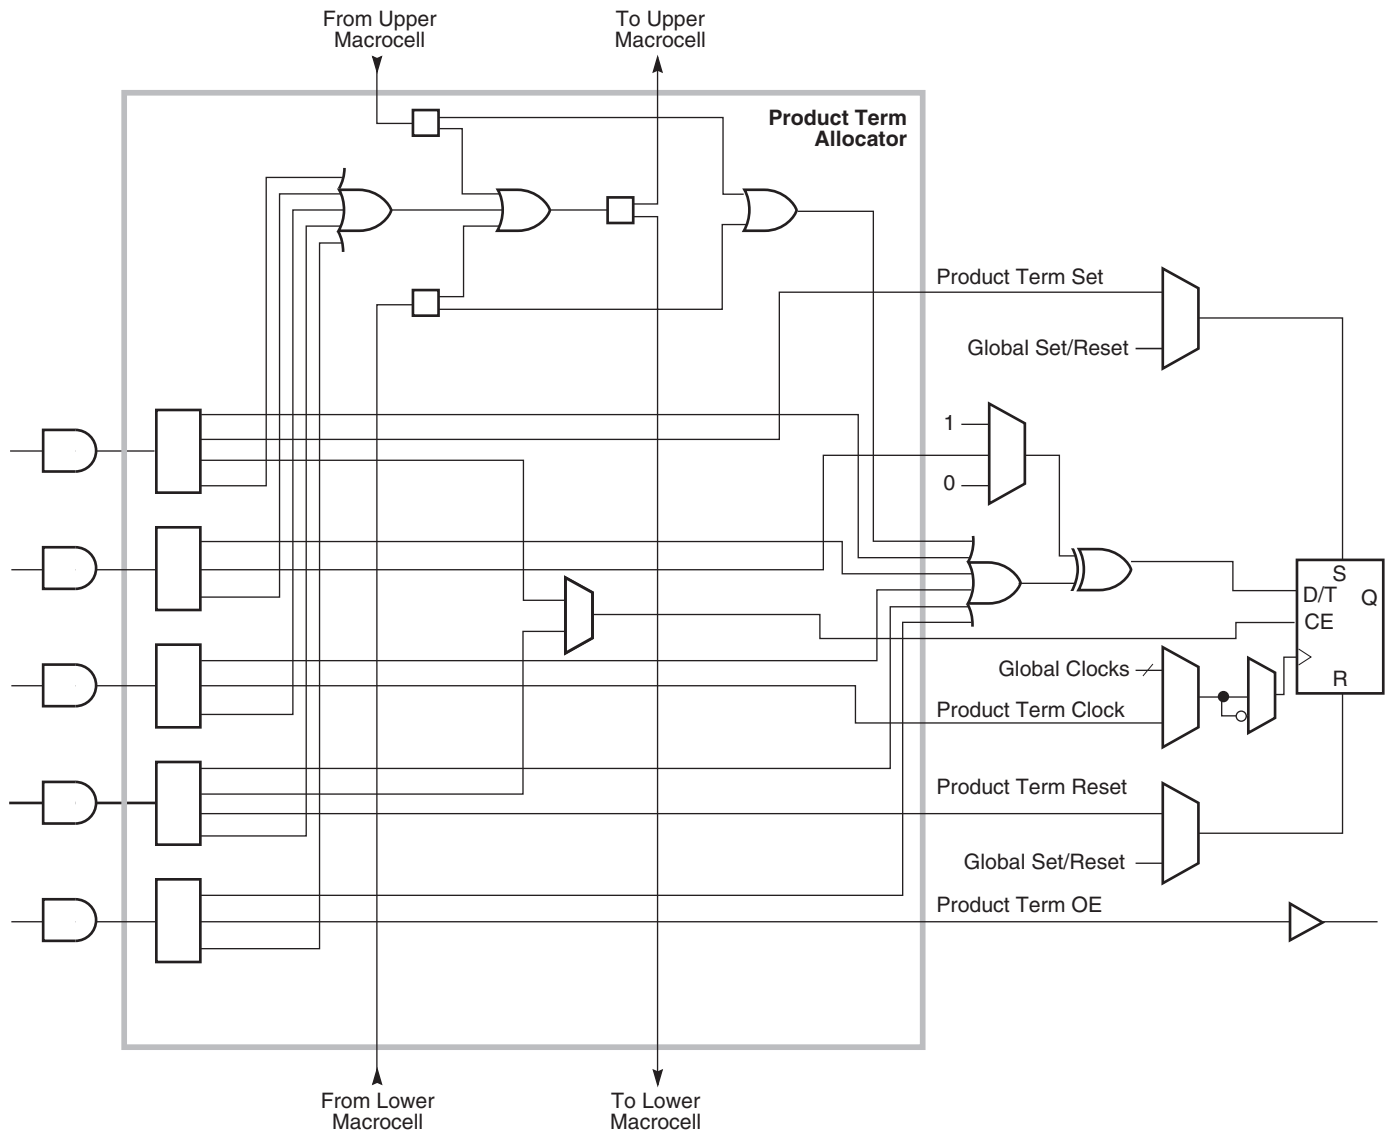 From Upper
Macrocell
To Upper
Macrocell
Product Term
Allocator
Product Term Set
Global Set/Reset
1
0
S
D/T
Q
CE
R
Global Clocks
Product Term Clock
Product Term Reset
Global Set/Reset
Product Term OE
From Lower
Macrocell
To Lower
Macrocell